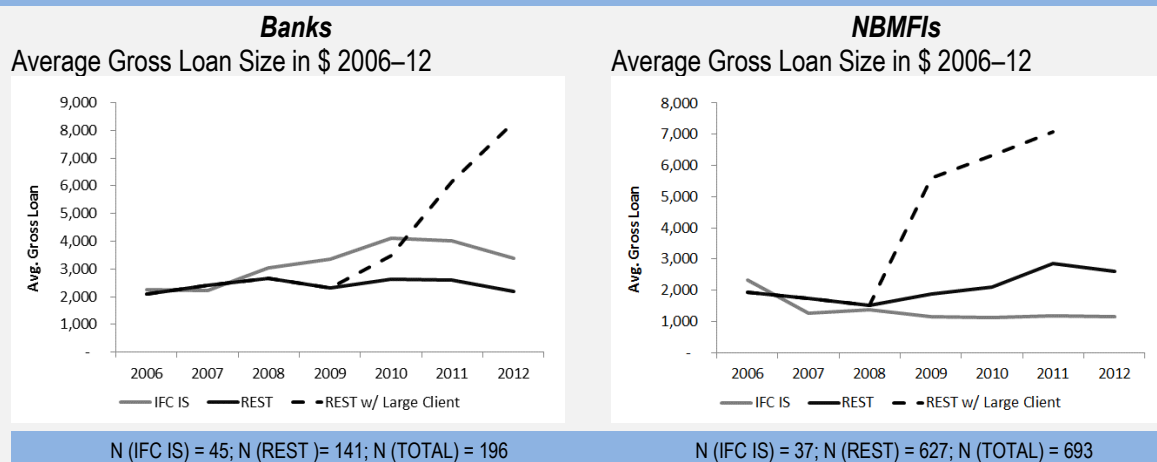 Banks
Average Gross Loan Size in $ 2006–12
9,000
8,000
7,000
6,000
5,000
4,000
3,000
2,000
1,000
-
Avg. Gross Loan
2006 2007 2008 2009 2010 2011 2012
IFC IS REST REST w/ Large Client
N (IFC IS) = 45; N (REST )= 141; N (TOTAL) = 196
NBMFIs
Average Gross Loan Size in $ 2006–12
8,000
7,000
6,000
5,000
4,000
3,000
2,000
1,000
-
Avg. Gross Loan
2006 2007 2008 2009 2010 2011 2012
IFC IS REST REST w/ Large Client
N (IFC IS) = 37; N (REST) = 627; N (TOTAL) = 693